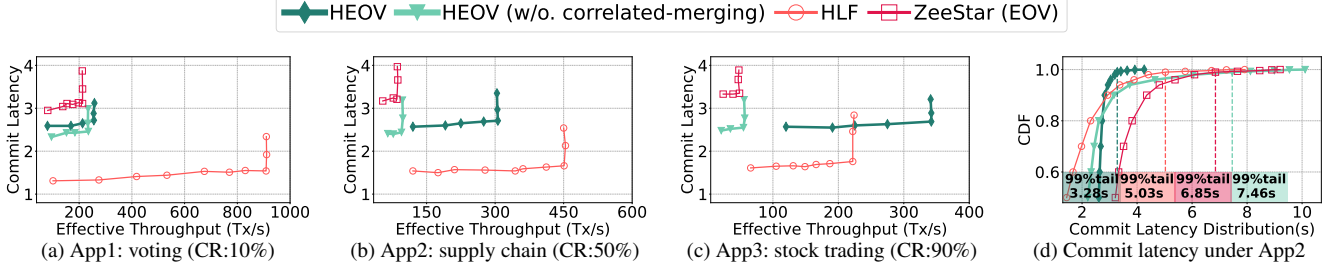 HEOV HEOV (w/o. correlated-merging) HLF ZeeStar (EOV)
Commit Latency
4
3
2
1
200 400 600 800 1000
Effective Throughput (Tx/s)
(a) App1: voting (CR:10%)
Commit Latency
4
3
2
1
150 300 450 600
Effective Throughput (Tx/s)
(b) App2: supply chain (CR:50%)
Commit Latency
4
3
2
1
100 200 300 400
Effective Throughput (Tx/s)
(c) App3: stock trading (CR:90%)
CDF
1.0
0.8
0.6
99%tail 99%tail 99%tail 99%tail
3.28s 5.03s 6.85s 7.46s
2 4 6 8 10
Commit Latency Distribution(s)
(d) Commit latency under App2